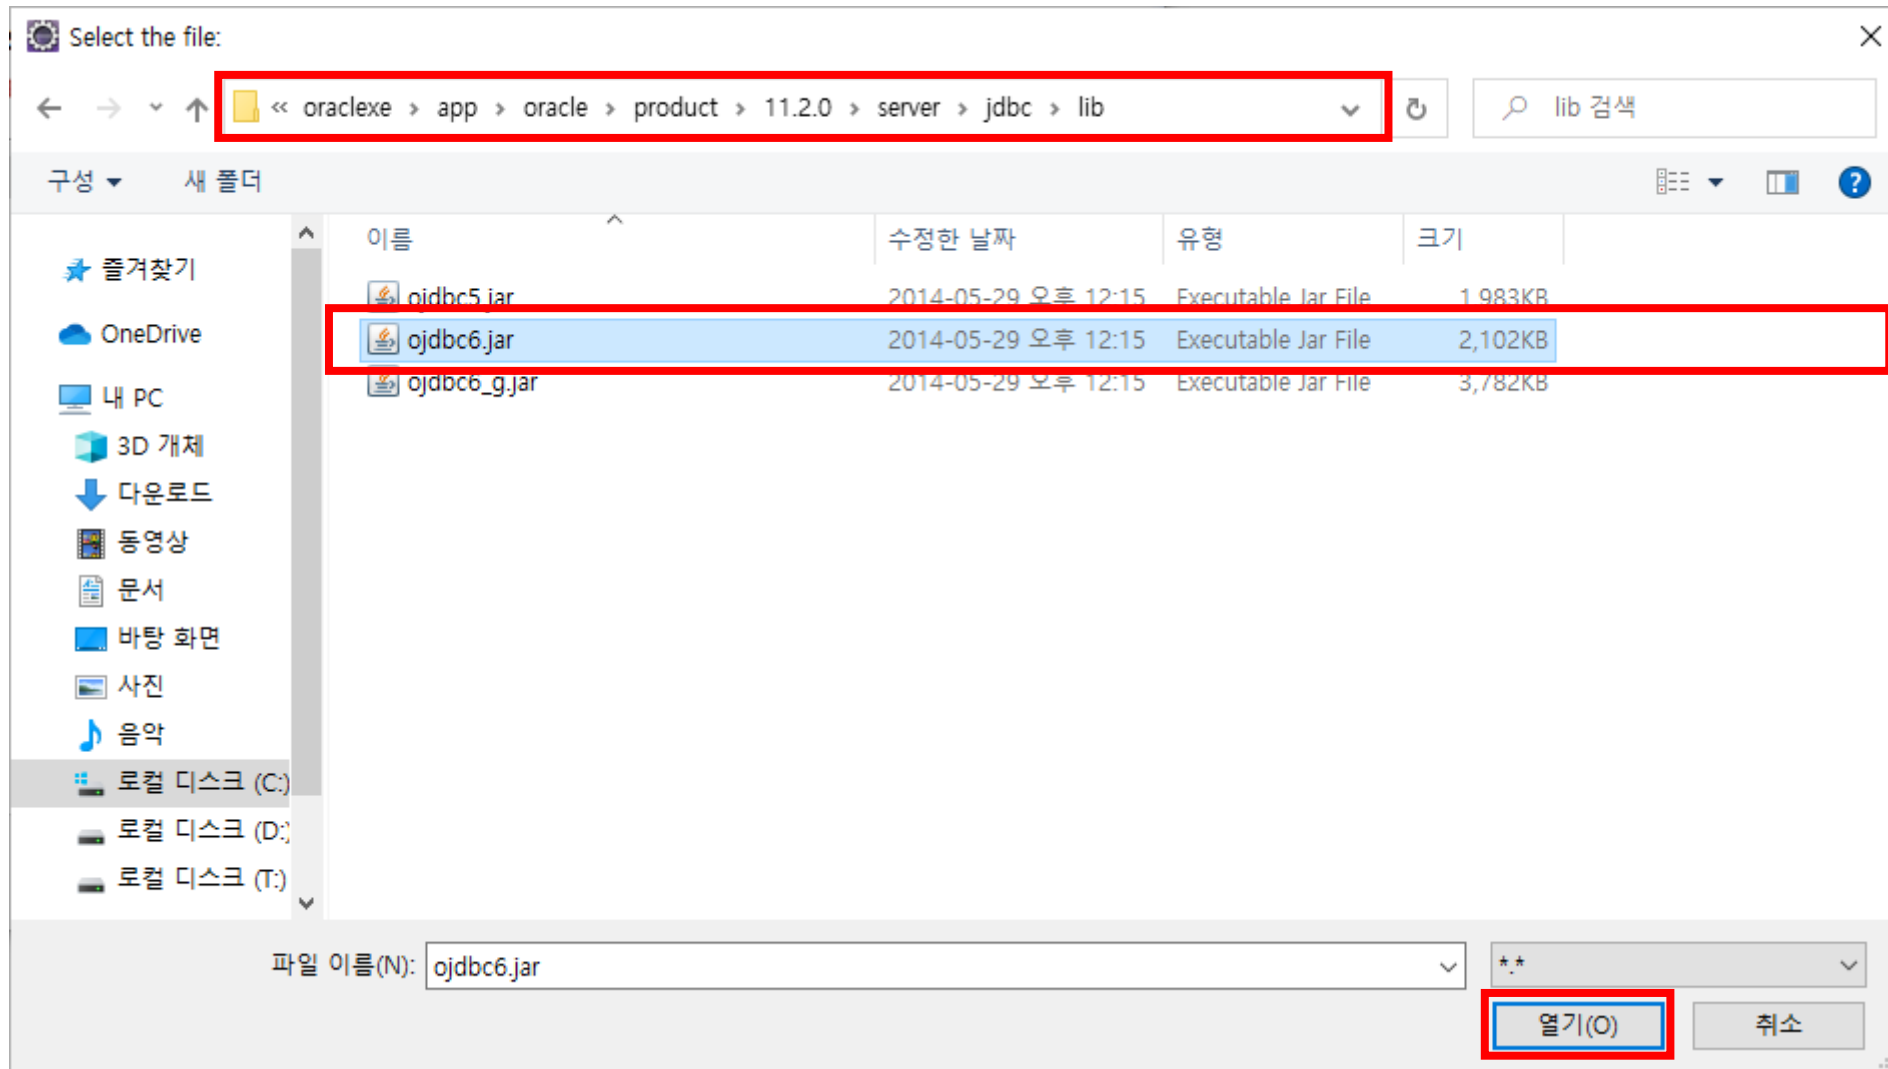 Select the file:
« oraclexe › app › oracle › product › 11.2.0 › server › jdbc › lib
lib 검색
구성
새 폴더
이름 수정한 날짜 유형 크기
ojdbc5.jar 2014-05-29 오후 12:15 Executable Jar File 1,983KB
ojdbc6.jar 2014-05-29 오후 12:15 Executable Jar File 2,102KB
ojdbc6_g.jar 2014-05-29 오후 12:15 Executable Jar File 3,782KB
즐겨찾기
OneDrive
내 PC
3D 개체
다운로드
동영상
문서
바탕 화면
사진
음악
로컬 디스크 (C:)
로컬 디스크 (D:)
로컬 디스크 (T:)
파일 이름(N): ojdbc6.jar
*.*
열기(O)
취소